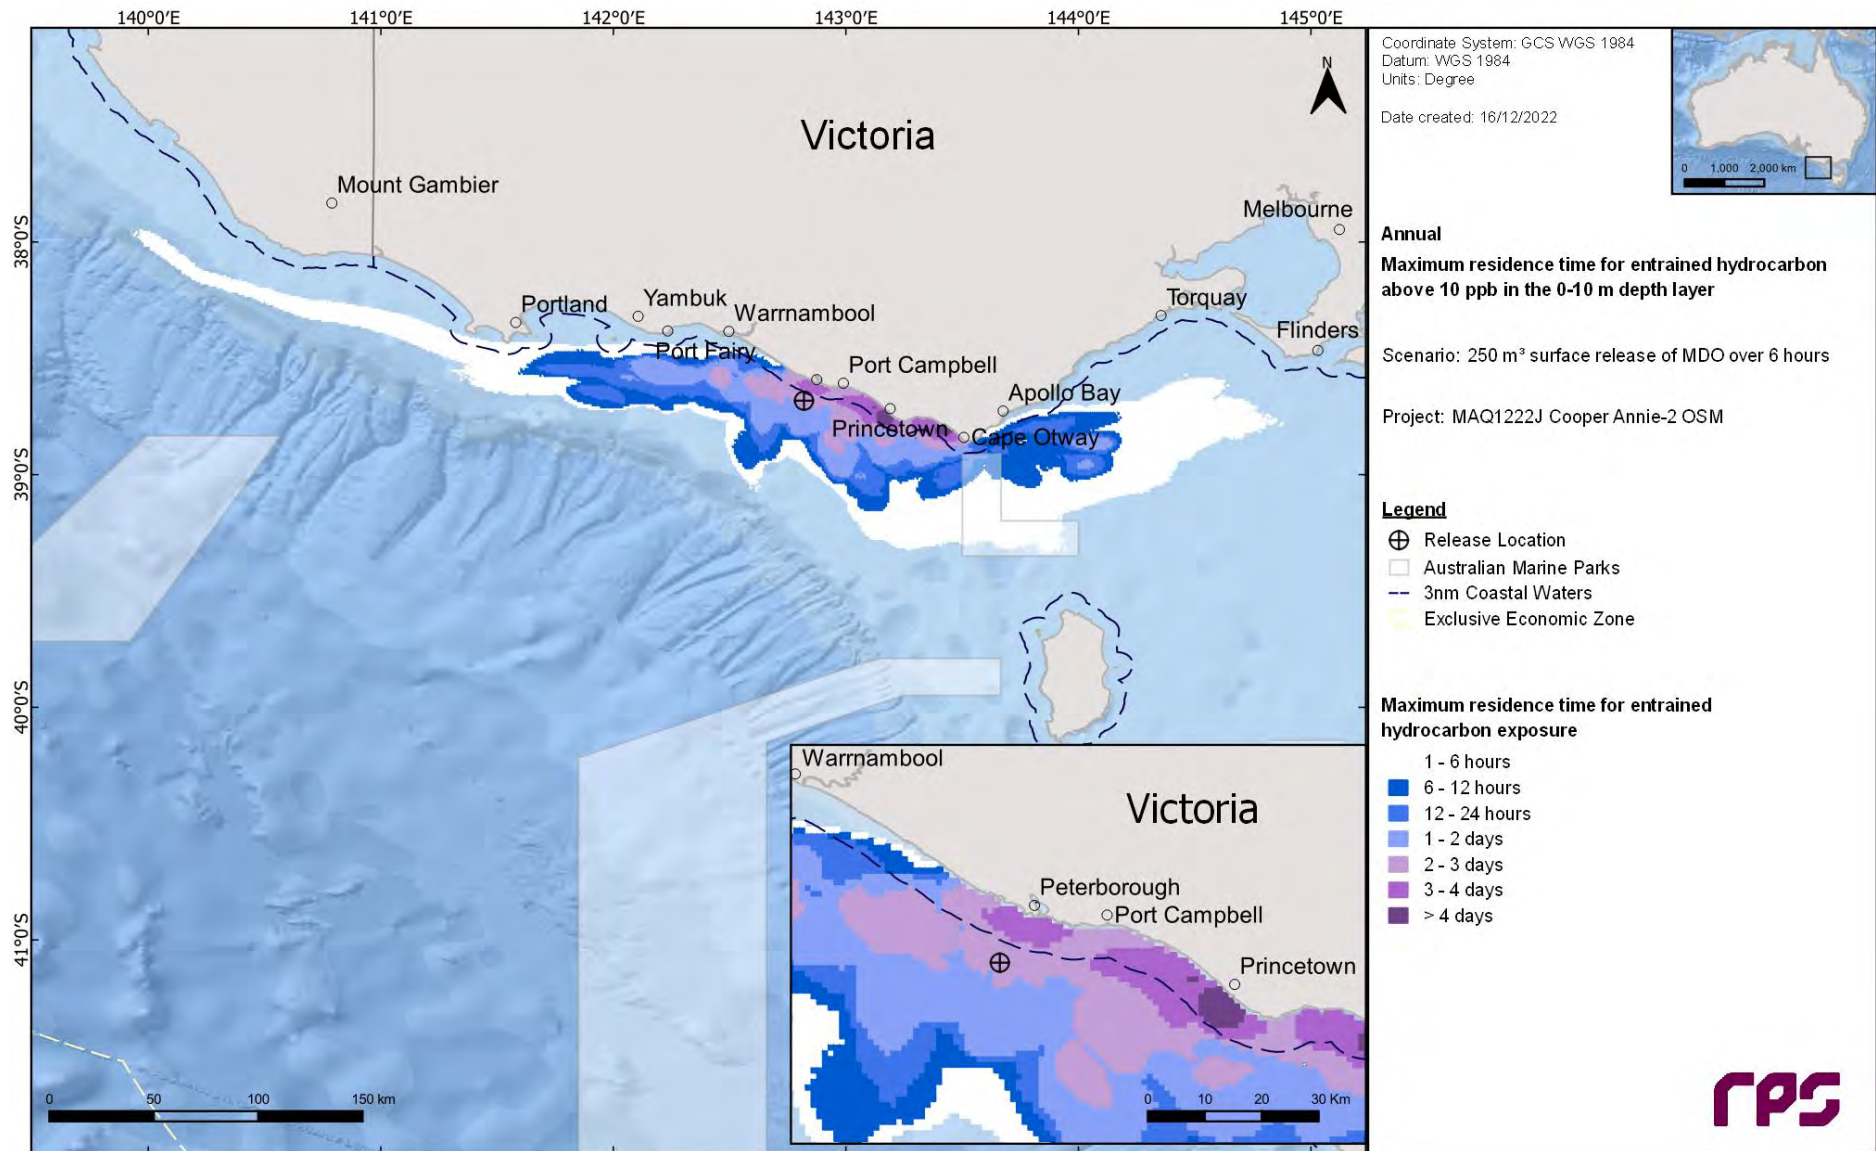 140°0'E 141°0'E 142°0'E 143°0'E 144°0'E 145°0'E
38°0'S
39°0'S
40°0'S
41°0'S
N
Victoria
Mount Gambier
Melbourne
Portland
Yambuk
Warrnambool
Torquay
Flinders
Port Fairy
Port Campbell
Apollo Bay
Princetown
Cape Otway
0 50 100 150 km
Warrnambool
Victoria
Peterborough
Port Campbell
Princetown
0 10 20 30 Km
Coordinate System: GCS WGS 1984
Datum: WGS 1984
Units: Degree
Date created: 16/12/2022
0 1,000 2,000 km
Annual
Maximum residence time for entrained hydrocarbon
above 10 ppb in the 0-10 m depth layer
Scenario: 250 m³ surface release of MDO over 6 hours
Project: MAQ1222J Cooper Annie-2 OSM
Legend
Release Location
Australian Marine Parks
3nm Coastal Waters
Exclusive Economic Zone
Maximum residence time for entrained
hydrocarbon exposure
1 - 6 hours
6 - 12 hours
12 - 24 hours
1 - 2 days
2 - 3 days
3 - 4 days
> 4 days
rps